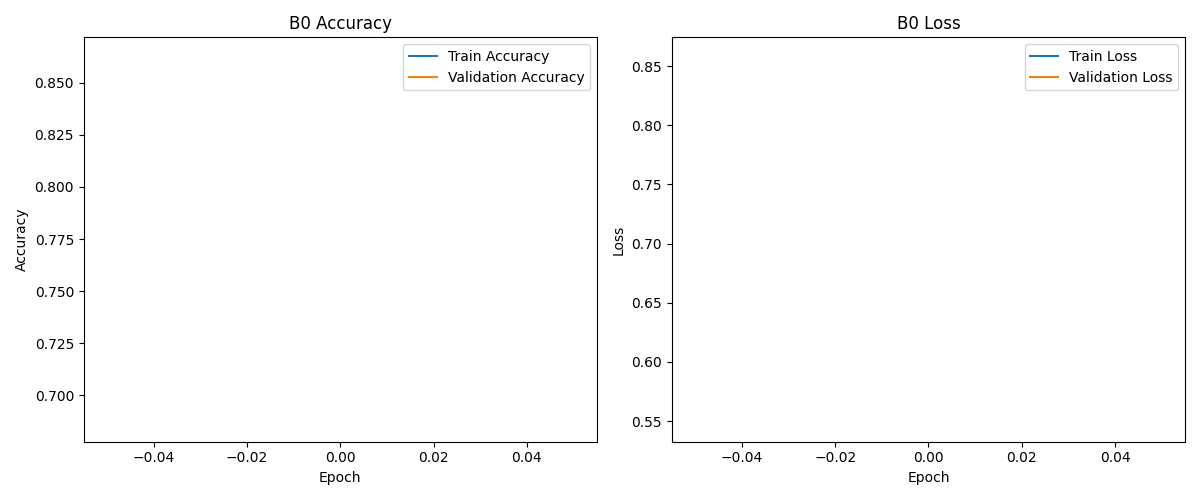 B0 Accuracy
Train Accuracy
Validation Accuracy
0.850
0.825
0.800
0.775
0.750
0.725
0.700
Accuracy
−0.04 −0.02 0.00 0.02 0.04
Epoch
B0 Loss
Train Loss
Validation Loss
0.85
0.80
0.75
0.70
0.65
0.60
0.55
Loss
−0.04 −0.02 0.00 0.02 0.04
Epoch